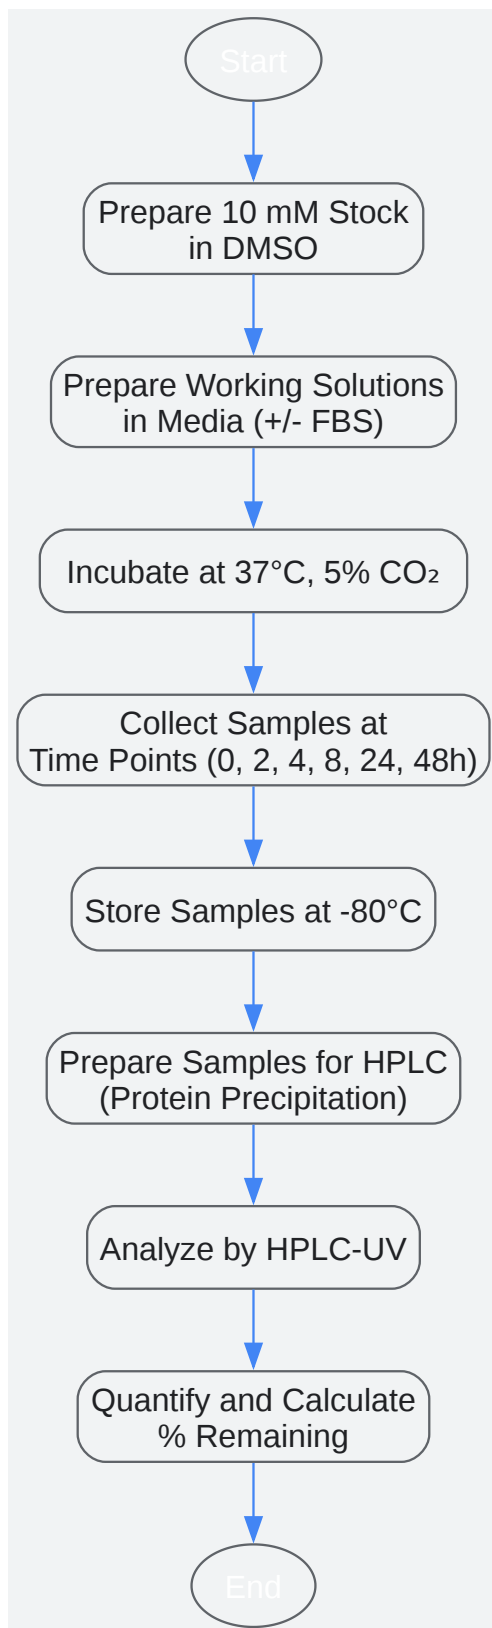 Start
Prepare 10 mM Stock
in DMSO
Prepare Working Solutions
in Media (+/- FBS)
Incubate at 37°C, 5% CO₂
Collect Samples at
Time Points (0, 2, 4, 8, 24, 48h)
Store Samples at -80°C
Prepare Samples for HPLC
(Protein Precipitation)
Analyze by HPLC-UV
Quantify and Calculate
% Remaining
End